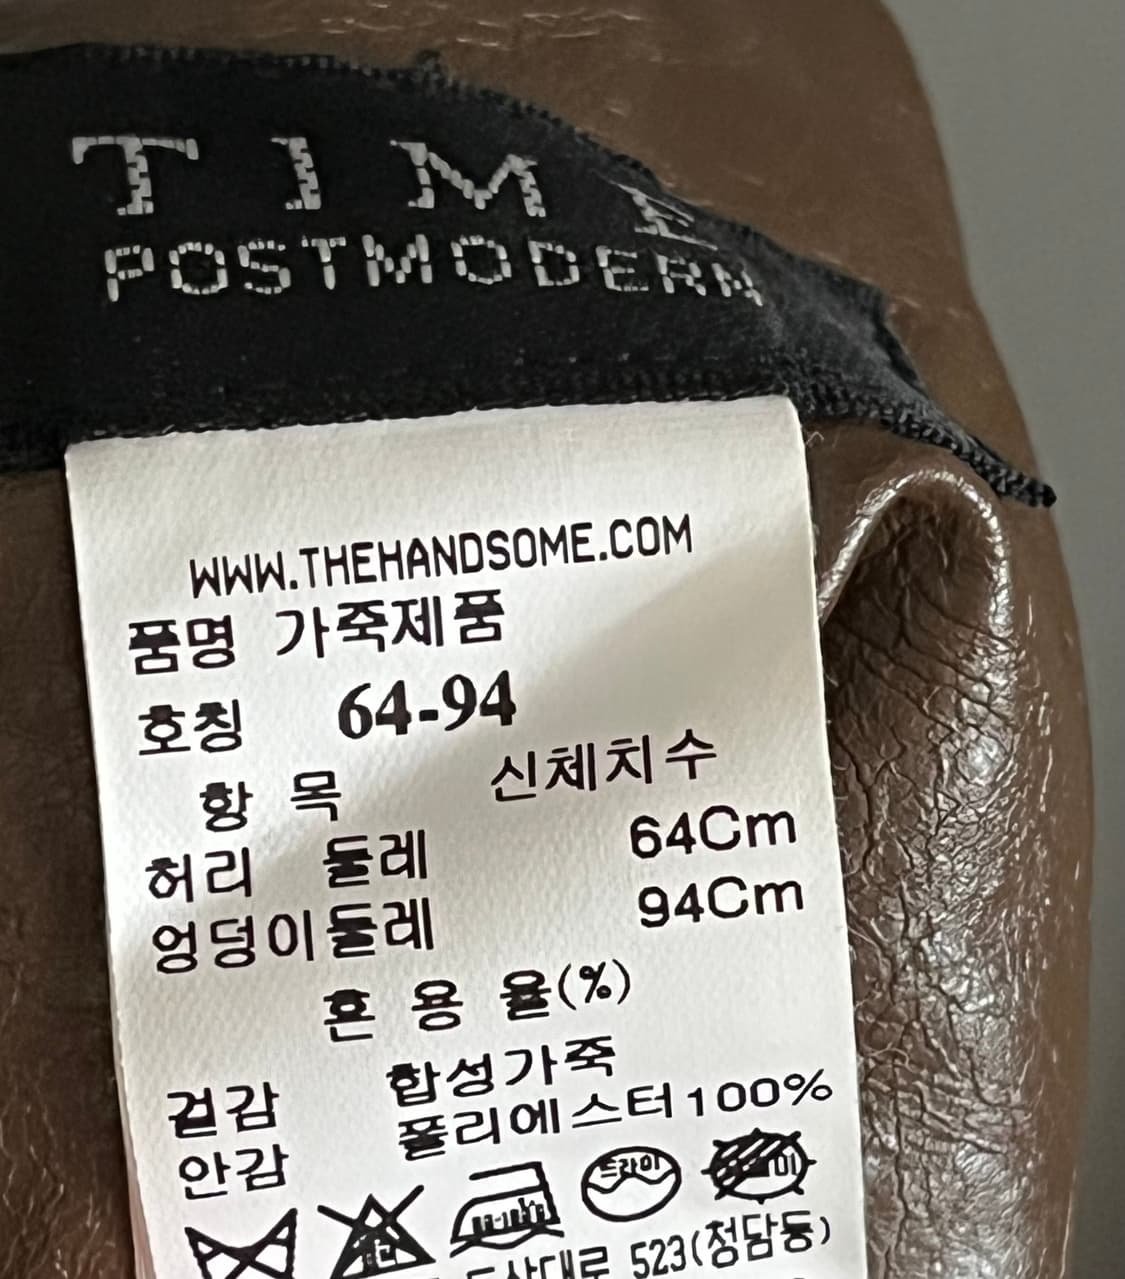 TIME
POSTMODERN
WWW.THEHANDSOME.COM
품명 가죽제품
호칭 64-94
항 목 신체치수
허리 둘레 64Cm
엉덩이둘레 94Cm
혼 용 율(%)
겉감 합성가죽
안감 폴리에스터100%
드라이
523(청담동)